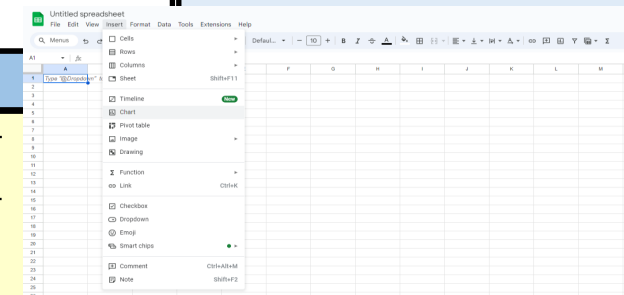 Untitled spreadsheet
File Edit View Insert Format Data Tools Extensions Help
Menus
Defaul... 10 B I A
A1 fx
A F G H I J K L M
Type "@Dropdown"
Cells
Rows
Columns
Sheet Shift+F11
Timeline New
Chart
Pivot table
Image
Drawing
Function
Link Ctrl+K
Checkbox
Dropdown
Emoji
Smart chips
Comment Ctrl+Alt+M
Note Shift+F2
1
2
3
4
5
6
7
8
9
10
11
12
13
14
15
16
17
18
19
20
21
22
23
24
25